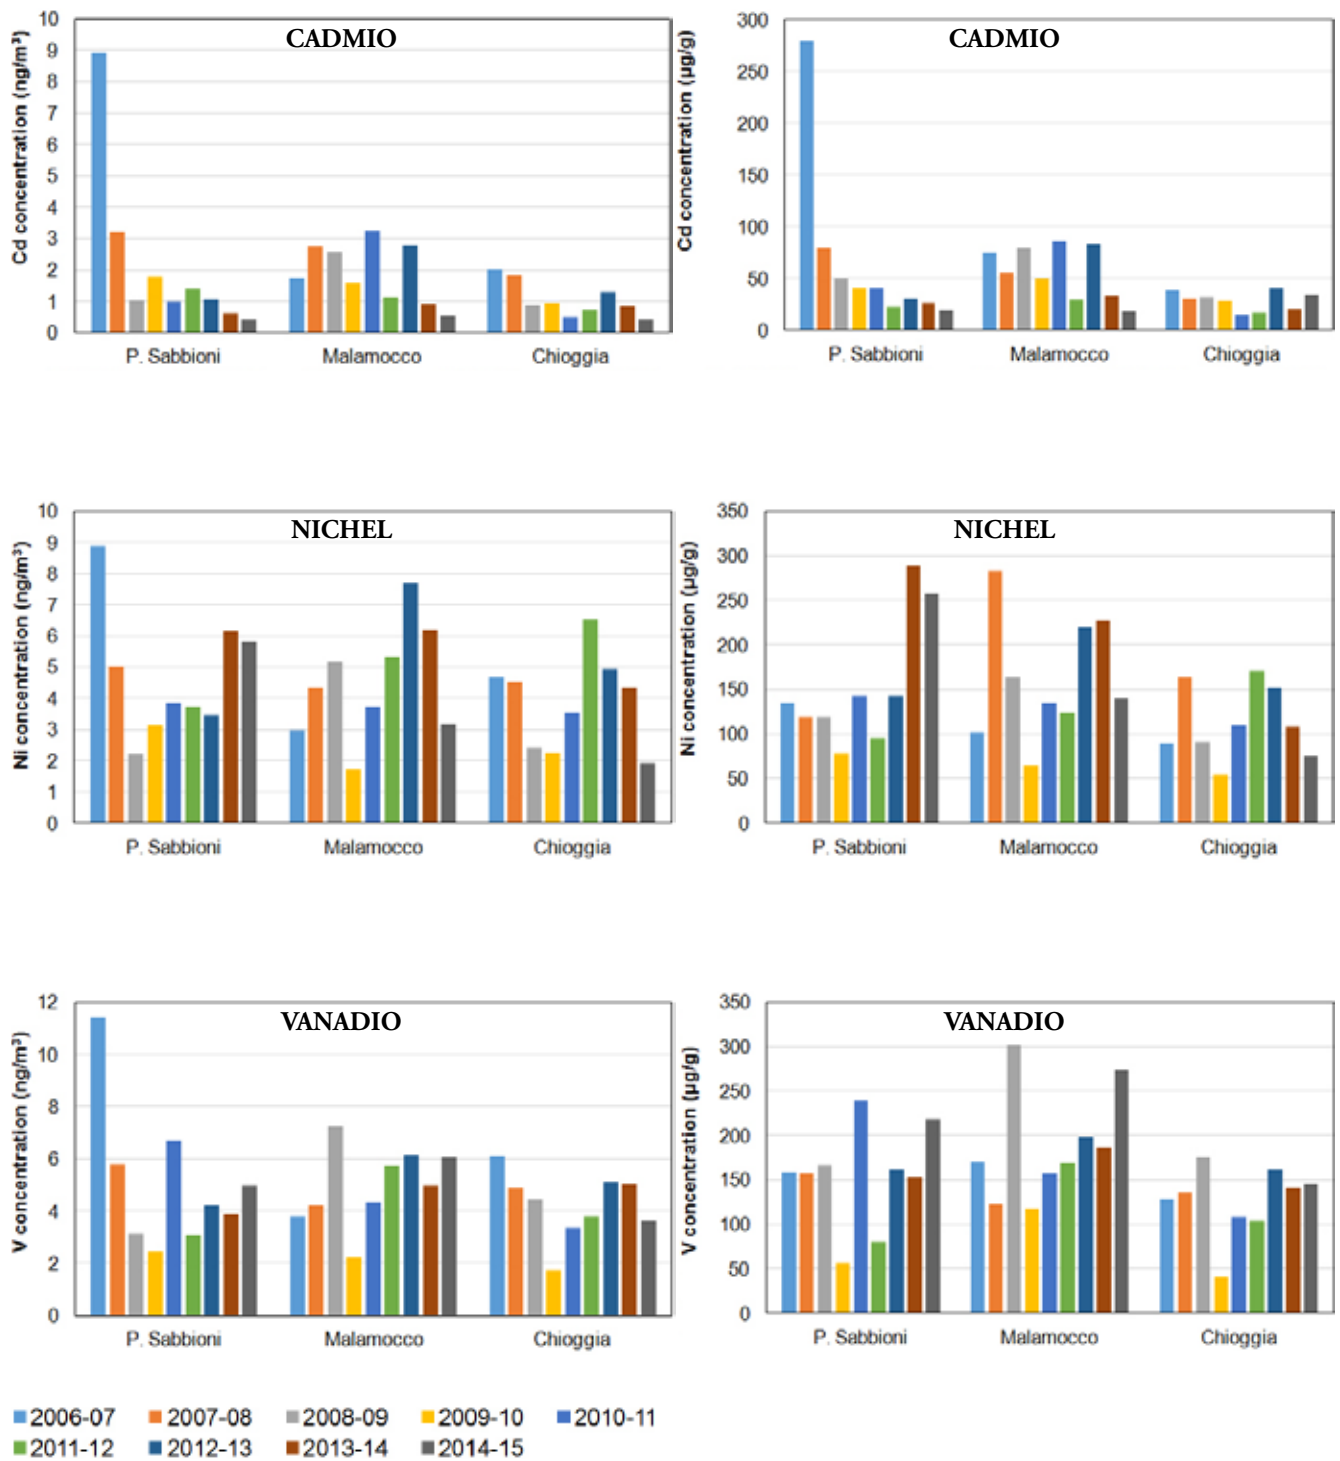 CADMIO
Cd concentration (ng/m³)
10
9
8
7
6
5
4
3
2
1
0
P. Sabbioni Malamocco Chioggia
CADMIO
Cd concentration (µg/g)
300
250
200
150
100
50
0
P. Sabbioni Malamocco Chioggia
NICHEL
Ni concentration (ng/m³)
10
9
8
7
6
5
4
3
2
1
0
P. Sabbioni Malamocco Chioggia
NICHEL
Ni concentration (µg/g)
350
300
250
200
150
100
50
0
P. Sabbioni Malamocco Chioggia
VANADIO
V concentration (ng/m³)
12
10
8
6
4
2
0
P. Sabbioni Malamocco Chioggia
VANADIO
V concentration (µg/g)
350
300
250
200
150
100
50
0
P. Sabbioni Malamocco Chioggia
2006-07 2007-08 2008-09 2009-10 2010-11
2011-12 2012-13 2013-14 2014-15